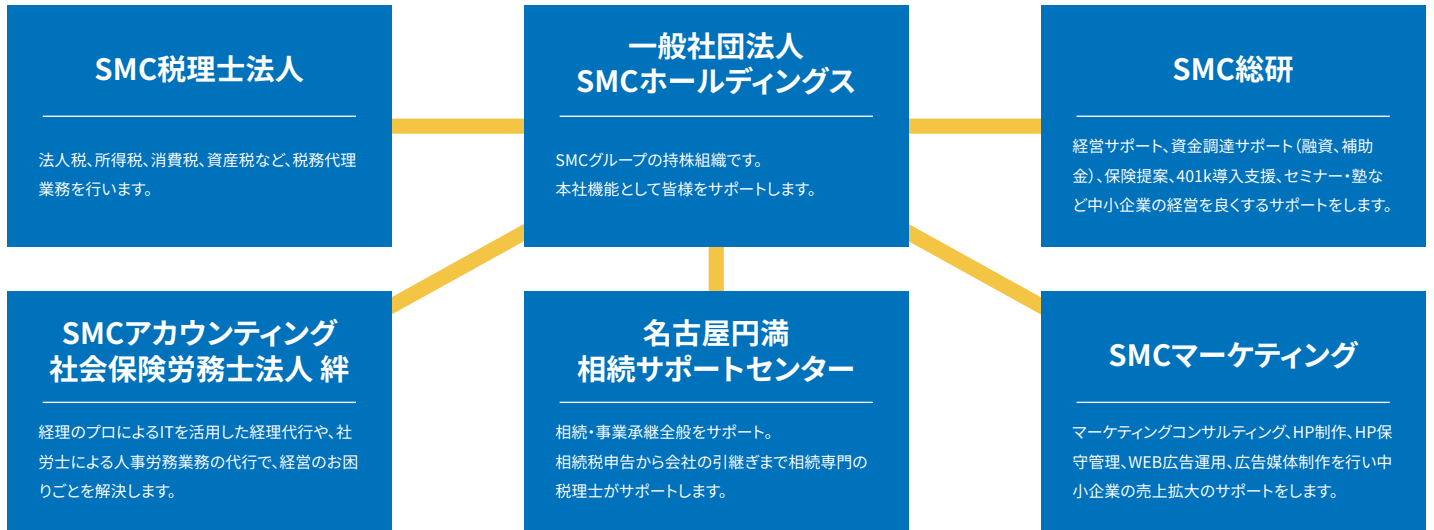 SMC税理士法人
法人税、所得税、消費税、資産税など、税務代理
業務を行います。
一般社団法人
SMCホールディングス
SMCグループの持株組織です。
本社機能として皆様をサポートします。
SMC総研
経営サポート、資金調達サポート（融資、補助
金）、保険提案、401k導入支援、セミナー・塾な
ど中小企業の経営を良くするサポートをします。
SMCアカウンティング
社会保険労務士法人 絆
経理のプロによるITを活用した経理代行や、社
労士による人事労務業務の代行で、経営のお困
りごとを解決します。
名古屋円満
相続サポートセンター
相続・事業承継全般をサポート。
相続税申告から会社の引継ぎまで相続専門の
税理士がサポートします。
SMCマーケティング
マーケティングコンサルティング、HP制作、HP保
守管理、WEB広告運用、広告媒体制作を行い中
小企業の売上拡大のサポートをします。